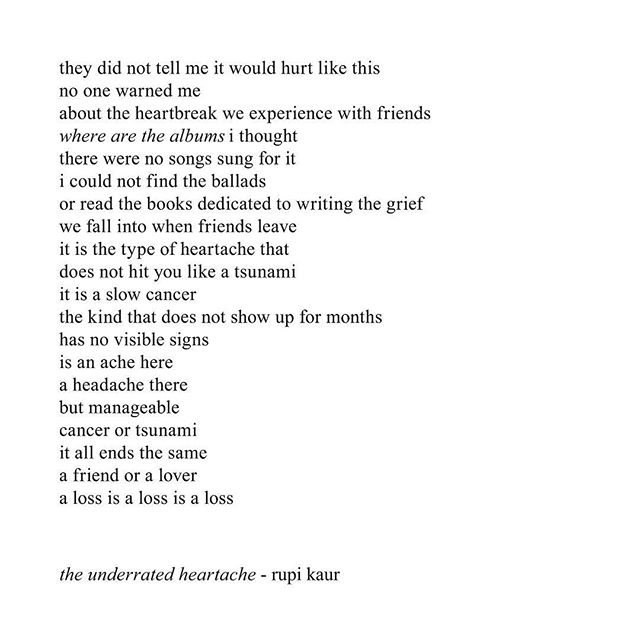 they did not tell me it would hurt like this
no one warned me
about the heartbreak we experience with friends
where are the albums i thought
there were no songs sung for it
i could not find the ballads
or read the books dedicated to writing the grief
we fall into when friends leave
it is the type of heartache that
does not hit you like a tsunami
it is a slow cancer
the kind that does not show up for months
has no visible signs
is an ache here
a headache there
but manageable
cancer or tsunami
it all ends the same
a friend or a lover
a loss is a loss is a loss
the underrated heartache - rupi kaur